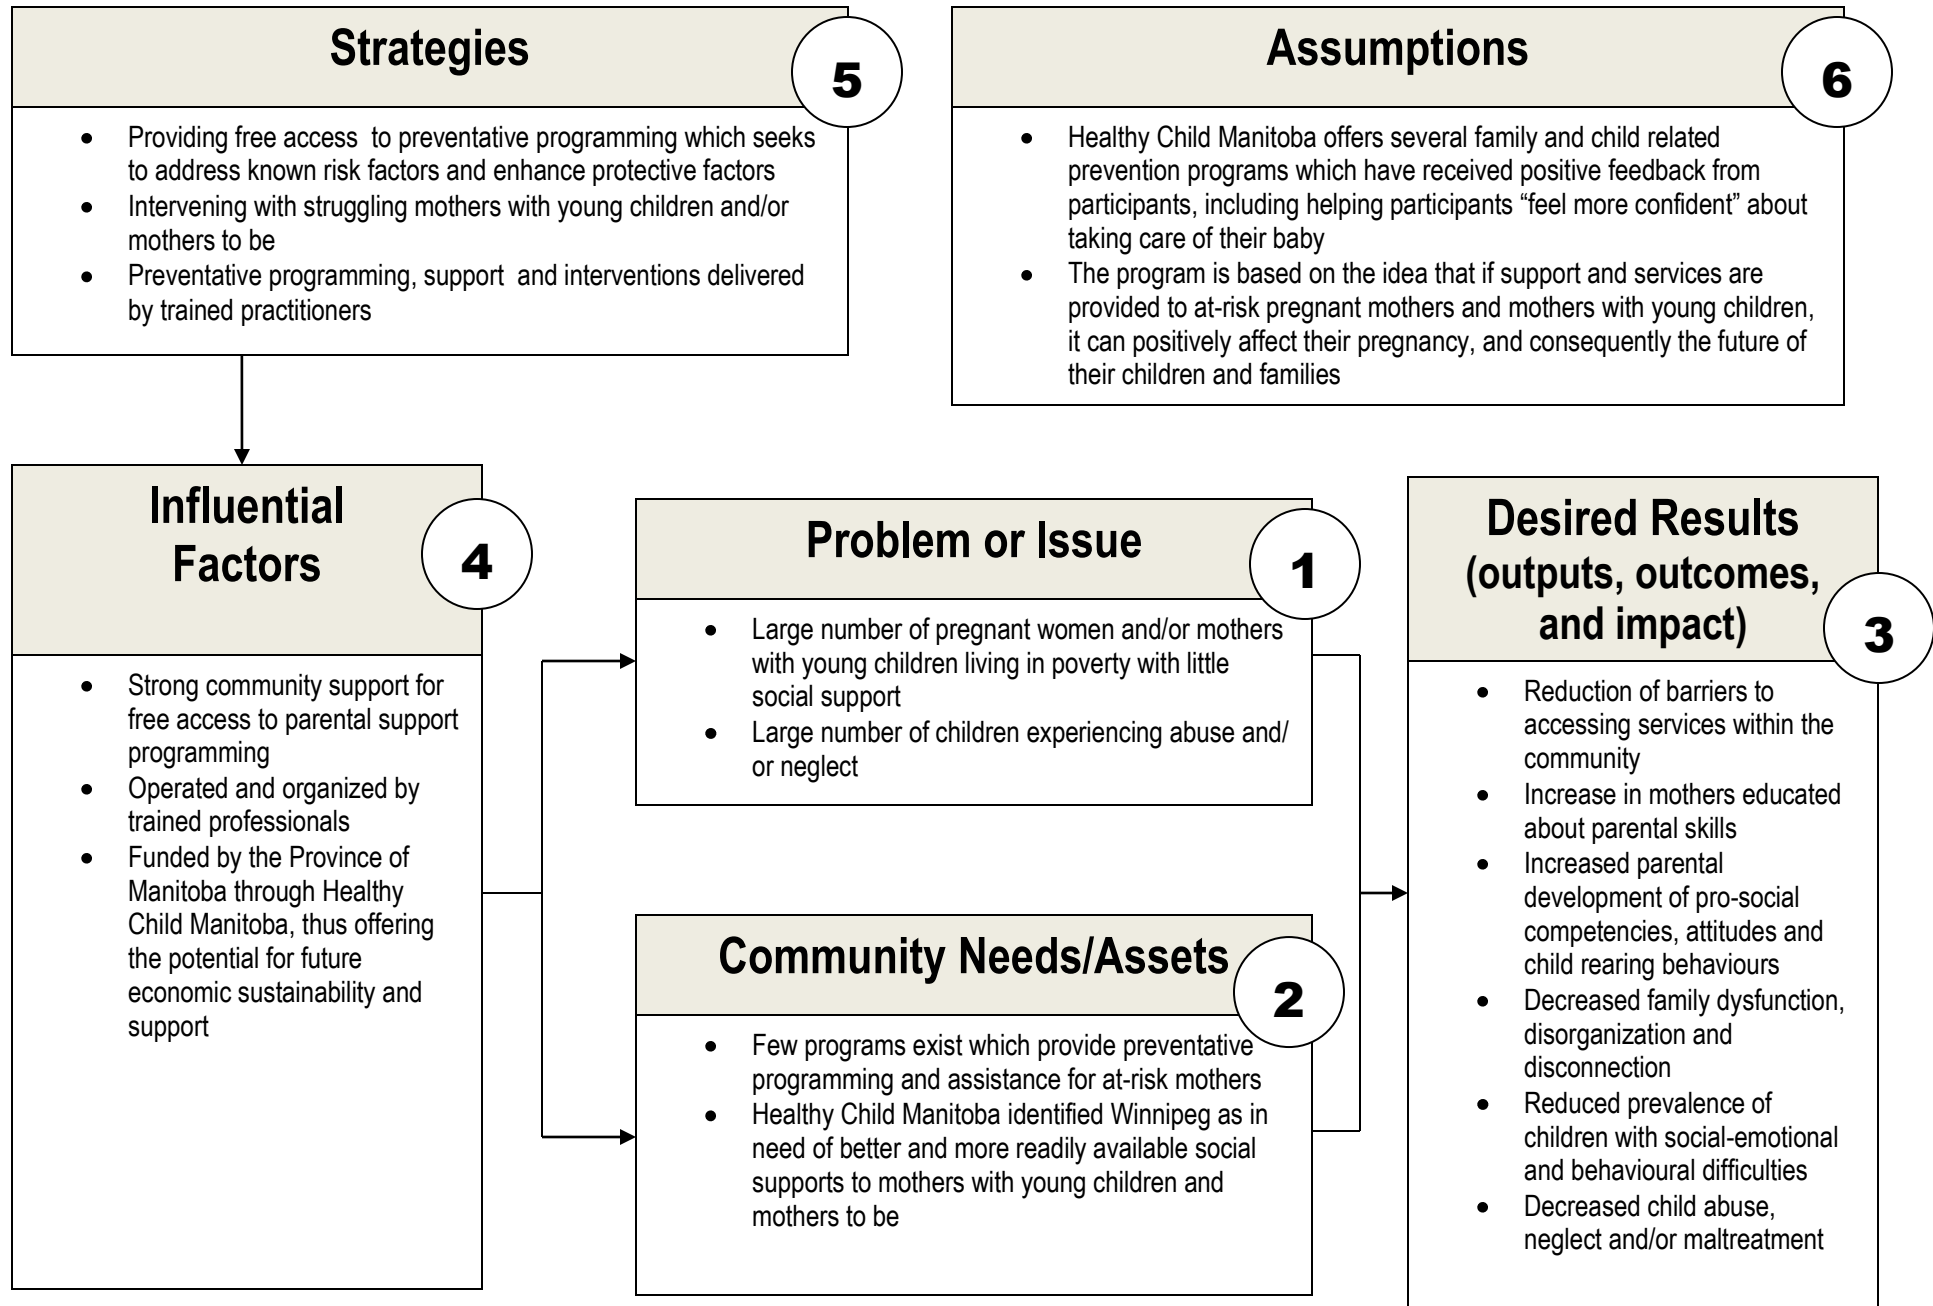 Strategies
5
• Providing free access to preventative programming which seeks
to address known risk factors and enhance protective factors
• Intervening with struggling mothers with young children and/or
mothers to be
• Preventative programming, support and interventions delivered
by trained practitioners
Assumptions
6
• Healthy Child Manitoba offers several family and child related
prevention programs which have received positive feedback from
participants, including helping participants “feel more confident” about
taking care of their baby
• The program is based on the idea that if support and services are
provided to at-risk pregnant mothers and mothers with young children,
it can positively affect their pregnancy, and consequently the future of
their children and families
Influential
Factors
4
• Strong community support for
free access to parental support
programming
• Operated and organized by
trained professionals
• Funded by the Province of
Manitoba through Healthy
Child Manitoba, thus offering
the potential for future
economic sustainability and
support
Problem or Issue
1
• Large number of pregnant women and/or mothers
with young children living in poverty with little
social support
• Large number of children experiencing abuse and/
or neglect
Community Needs/Assets
2
• Few programs exist which provide preventative
programming and assistance for at-risk mothers
• Healthy Child Manitoba identified Winnipeg as in
need of better and more readily available social
supports to mothers with young children and
mothers to be
Desired Results
(outputs, outcomes,
and impact)
3
• Reduction of barriers to
accessing services within the
community
• Increase in mothers educated
about parental skills
• Increased parental
development of pro-social
competencies, attitudes and
child rearing behaviours
• Decreased family dysfunction,
disorganization and
disconnection
• Reduced prevalence of
children with social-emotional
and behavioural difficulties
• Decreased child abuse,
neglect and/or maltreatment